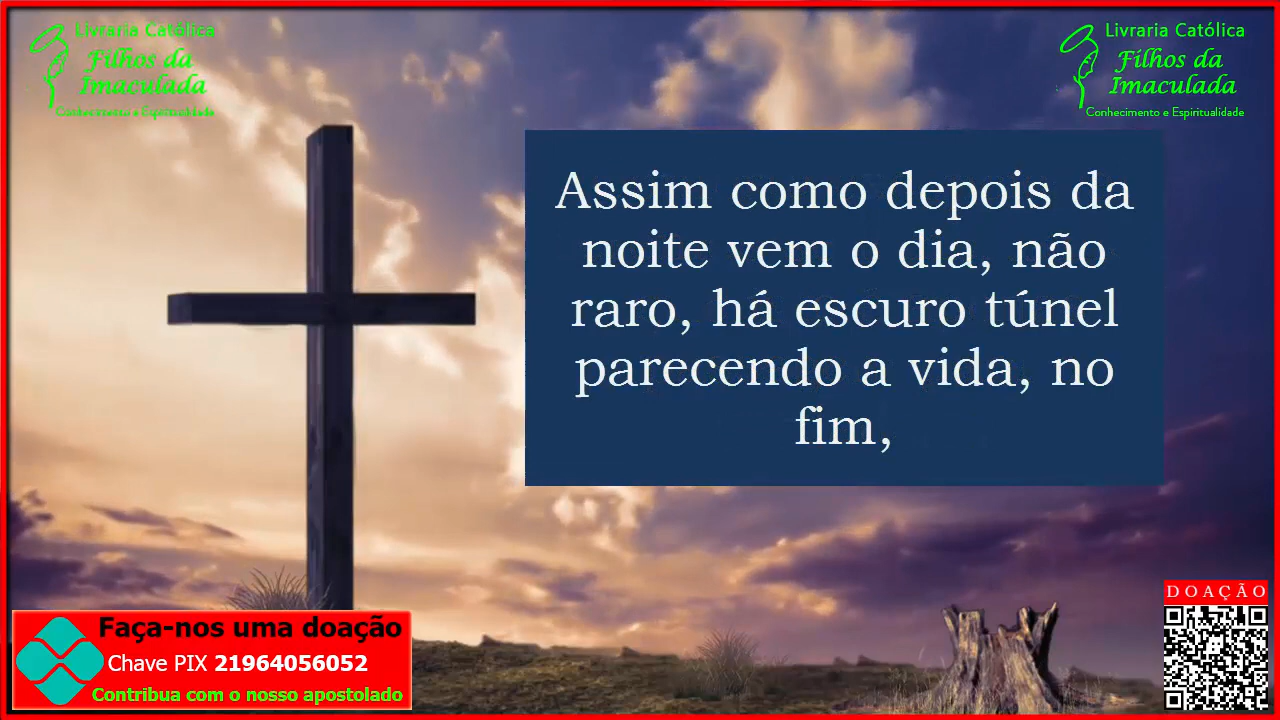 Livraria Católica
Filhos da
Imaculada
Conhecimento e Espiritualidade
Livraria Católica
Filhos da
Imaculada
Conhecimento e Espiritualidade
Assim como depois da
noite vem o dia, não
raro, há escuro túnel
parecendo a vida, no
fim,
Faça-nos uma doação
Chave PIX 21964056052
Contribua com o nosso apostolado
DOAÇÃO